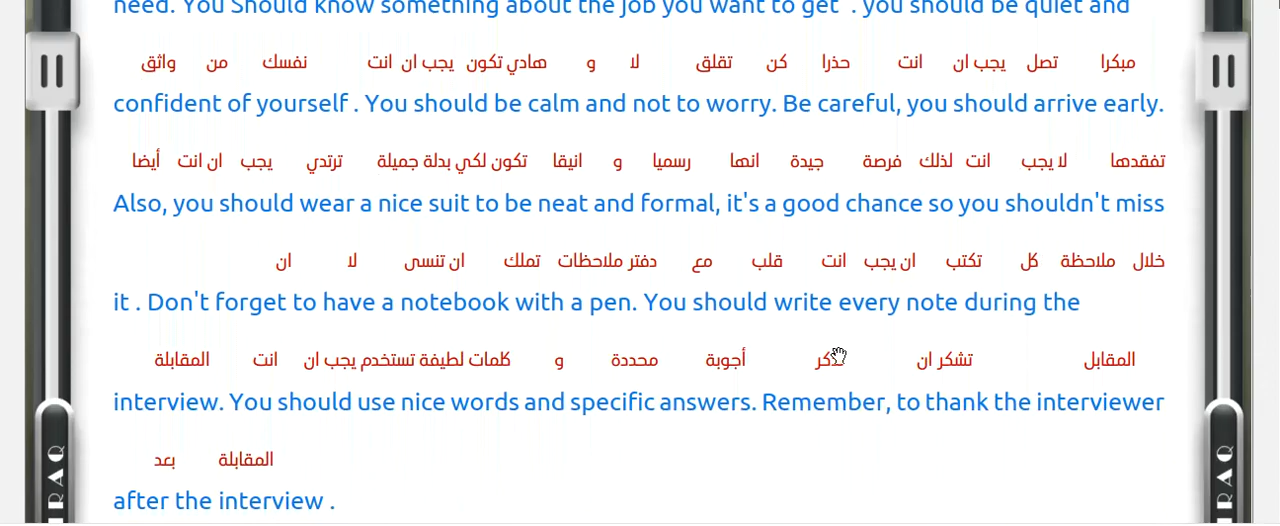 need. You Should know something about the job you want to get . you should be quiet and
مبكرا تصل يجب ان انت حذرا كن تقلق لا و هادي تكون يجب ان انت نفسك من واثق
confident of yourself . You should be calm and not to worry. Be careful, you should arrive early.
تفقدها لا يجب انت لذلك فرصة جيدة انها رسميا و انيقا تكون لكي بدلة جميلة ترتدي يجب ان انت أيضا
Also, you should wear a nice suit to be neat and formal, it's a good chance so you shouldn't miss
خلال ملاحظة كل تكتب ان يجب انت قلب مع دفتر ملاحظات تملك ان تنسى لا ان
it . Don't forget to have a notebook with a pen. You should write every note during the
المقابل تشكر ان أجوبة محددة و كلمات لطيفة تستخدم يجب ان انت المقابلة
interview. You should use nice words and specific answers. Remember, to thank the interviewer
المقابلة بعد
after the interview .
IRAQ
IRAQ